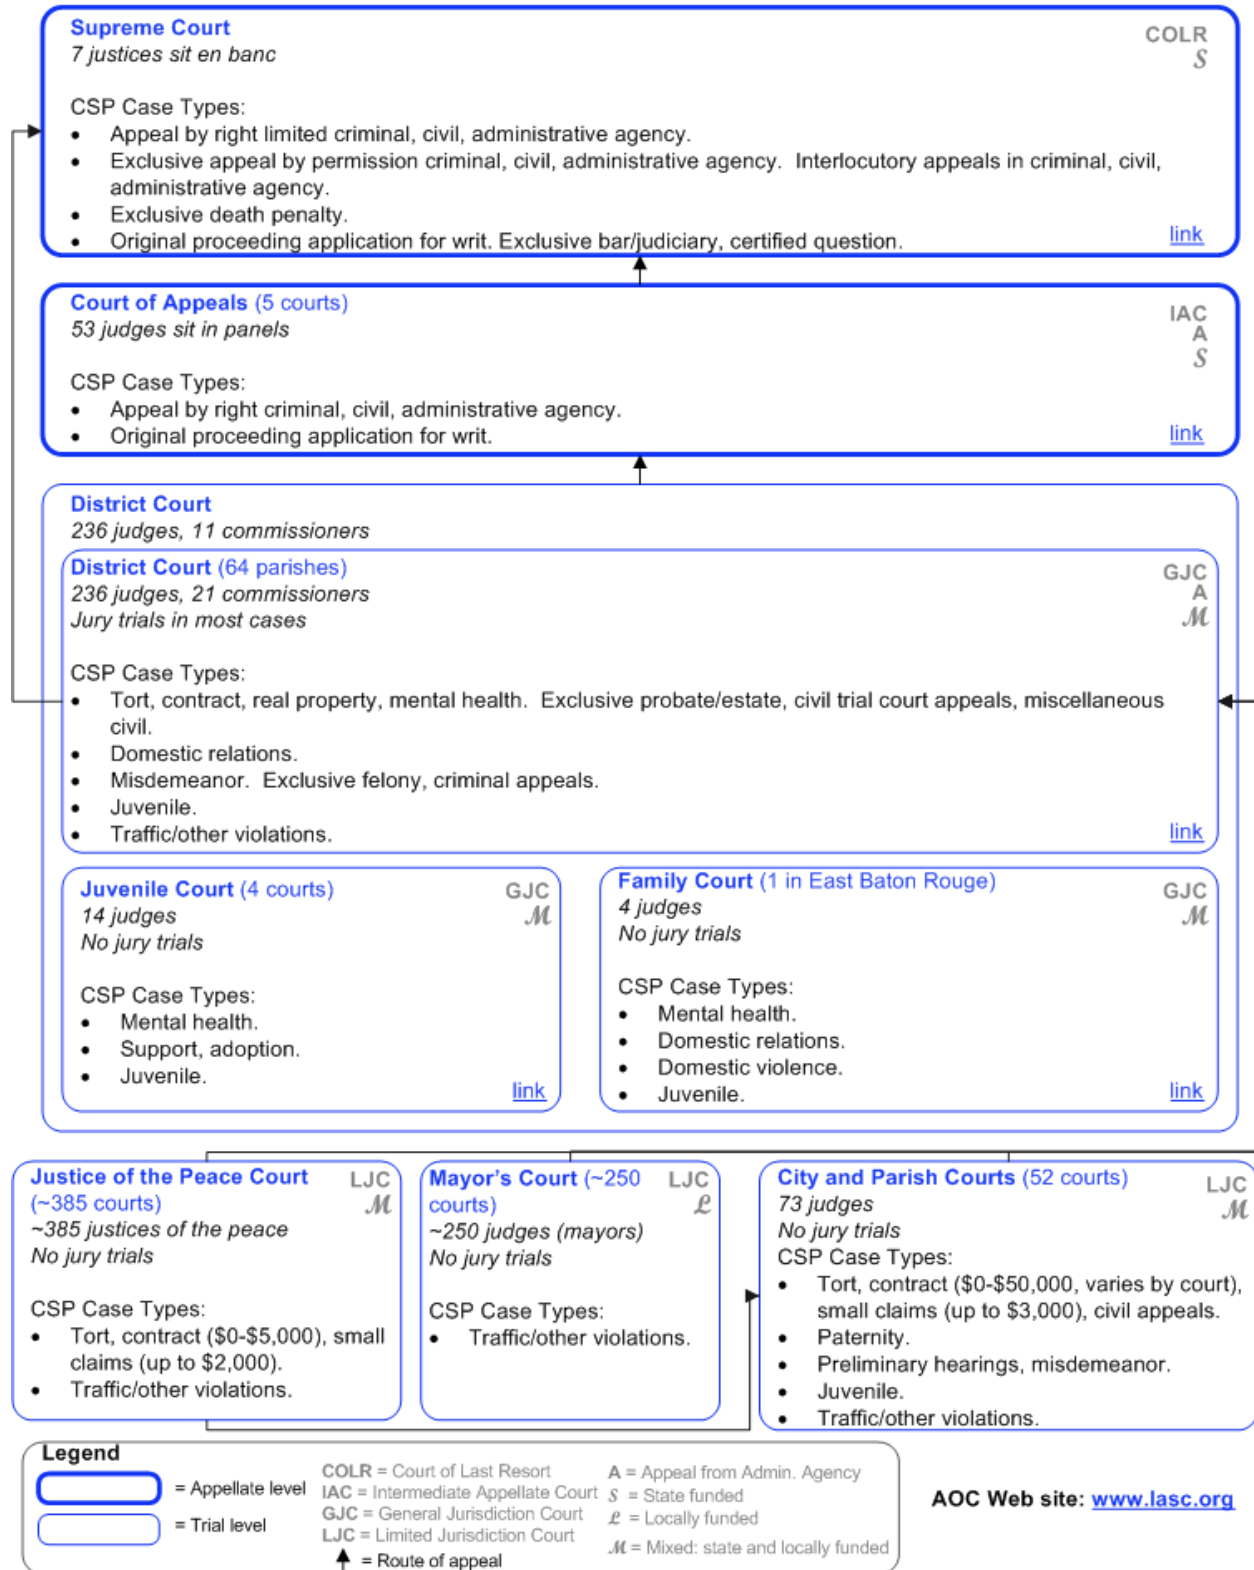 Supreme Court
COLR
7 justices sit en banc
S
CSP Case Types:
• Appeal by right limited criminal, civil, administrative agency.
• Exclusive appeal by permission criminal, civil, administrative agency. Interlocutory appeals in criminal, civil,
administrative agency.
• Exclusive death penalty.
• Original proceeding application for writ. Exclusive bar/judiciary, certified question.
link
Court of Appeals (5 courts)
IAC
53 judges sit in panels
A
S
CSP Case Types:
• Appeal by right criminal, civil, administrative agency.
• Original proceeding application for writ.
link
District Court
236 judges, 11 commissioners
District Court (64 parishes)
GJC
236 judges, 21 commissioners
A
Jury trials in most cases
M
CSP Case Types:
• Tort, contract, real property, mental health. Exclusive probate/estate, civil trial court appeals, miscellaneous
civil.
• Domestic relations.
• Misdemeanor. Exclusive felony, criminal appeals.
• Juvenile.
• Traffic/other violations.
link
Juvenile Court (4 courts)
GJC
14 judges
M
No jury trials
CSP Case Types:
• Mental health.
• Support, adoption.
• Juvenile.
link
Family Court (1 in East Baton Rouge)
GJC
4 judges
M
No jury trials
CSP Case Types:
• Mental health.
• Domestic relations.
• Domestic violence.
• Juvenile.
link
Justice of the Peace Court
LJC
(~385 courts)
M
~385 justices of the peace
No jury trials
CSP Case Types:
• Tort, contract ($0-$5,000), small
claims (up to $2,000).
• Traffic/other violations.
Mayor's Court (~250
LJC
courts)
L
~250 judges (mayors)
No jury trials
CSP Case Types:
• Traffic/other violations.
City and Parish Courts (52 courts)
LJC
73 judges
M
No jury trials
CSP Case Types:
• Tort, contract ($0-$50,000, varies by court),
small claims (up to $3,000), civil appeals.
• Paternity.
• Preliminary hearings, misdemeanor.
• Juvenile.
• Traffic/other violations.
Legend
= Appellate level
= Trial level
COLR = Court of Last Resort
IAC = Intermediate Appellate Court
GJC = General Jurisdiction Court
LJC = Limited Jurisdiction Court
= Route of appeal
A = Appeal from Admin. Agency
S = State funded
L = Locally funded
M = Mixed: state and locally funded
AOC Web site: www.lasc.org